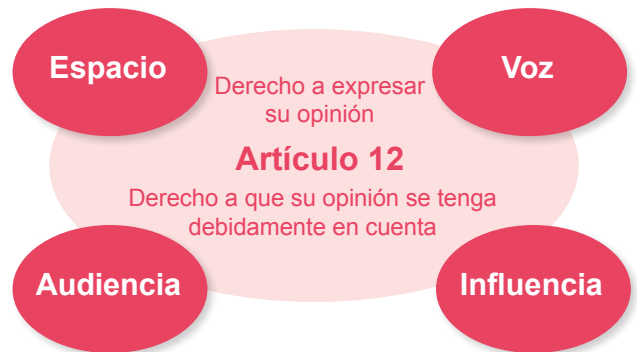 Espacio
Voz
Derecho a expresar
su opinión
Artículo 12
Derecho a que su opinión se tenga
debidamente en cuenta
Audiencia
Influencia